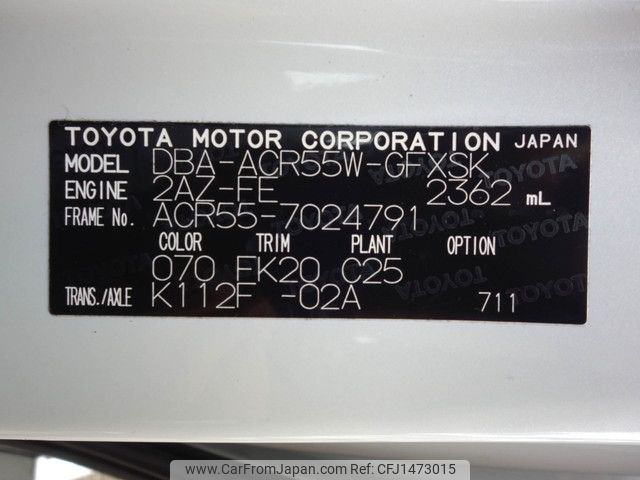 TOYOTA MOTOR CORPORATION JAPAN
MODEL DBA-ACR55W-GFXSK
ENGINE 2AZ-FE 2362 mL
FRAME No. ACR55-7024791
COLOR TRIM PLANT OPTION
070 FK20 C25
TRANS./AXLE K112F -02A 711
www.CarFromJapan.com - CFJ1473015